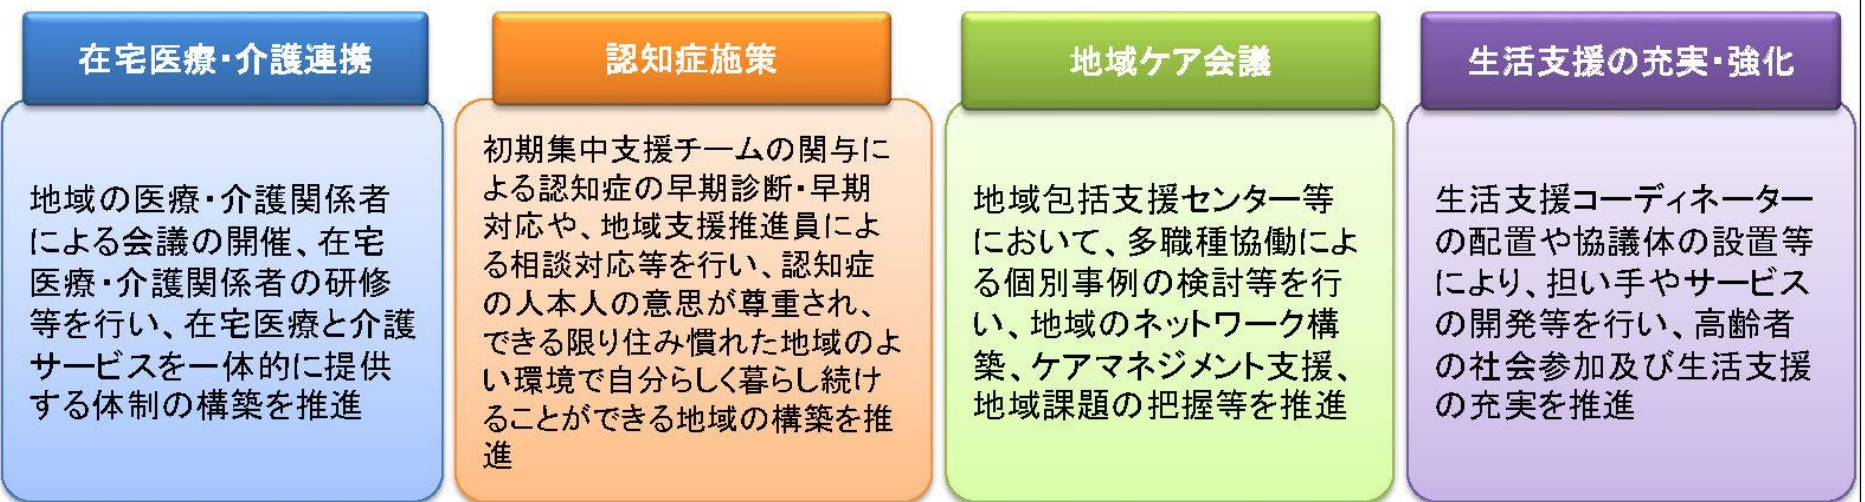 在宅医療・介護連携
地域の医療・介護関係者
による会議の開催、在宅
医療・介護関係者の研修
等を行い、在宅医療と介護
サービスを一体的に提供
する体制の構築を推進
認知症施策
初期集中支援チームの関与に
よる認知症の早期診断・早期
対応や、地域支援推進員によ
る相談対応等を行い、認知症
の人本人の意思が尊重され、
できる限り住み慣れた地域のよ
い環境で自分らしく暮らし続け
ることができる地域の構築を推
進
地域ケア会議
地域包括支援センター等
において、多職種協働によ
る個別事例の検討等を行
い、地域のネットワーク構
築、ケアマネジメント支援、
地域課題の把握等を推進
生活支援の充実・強化
生活支援コーディネーター
の配置や協議体の設置等
により、担い手やサービス
の開発等を行い、高齢者
の社会参加及び生活支援
の充実を推進